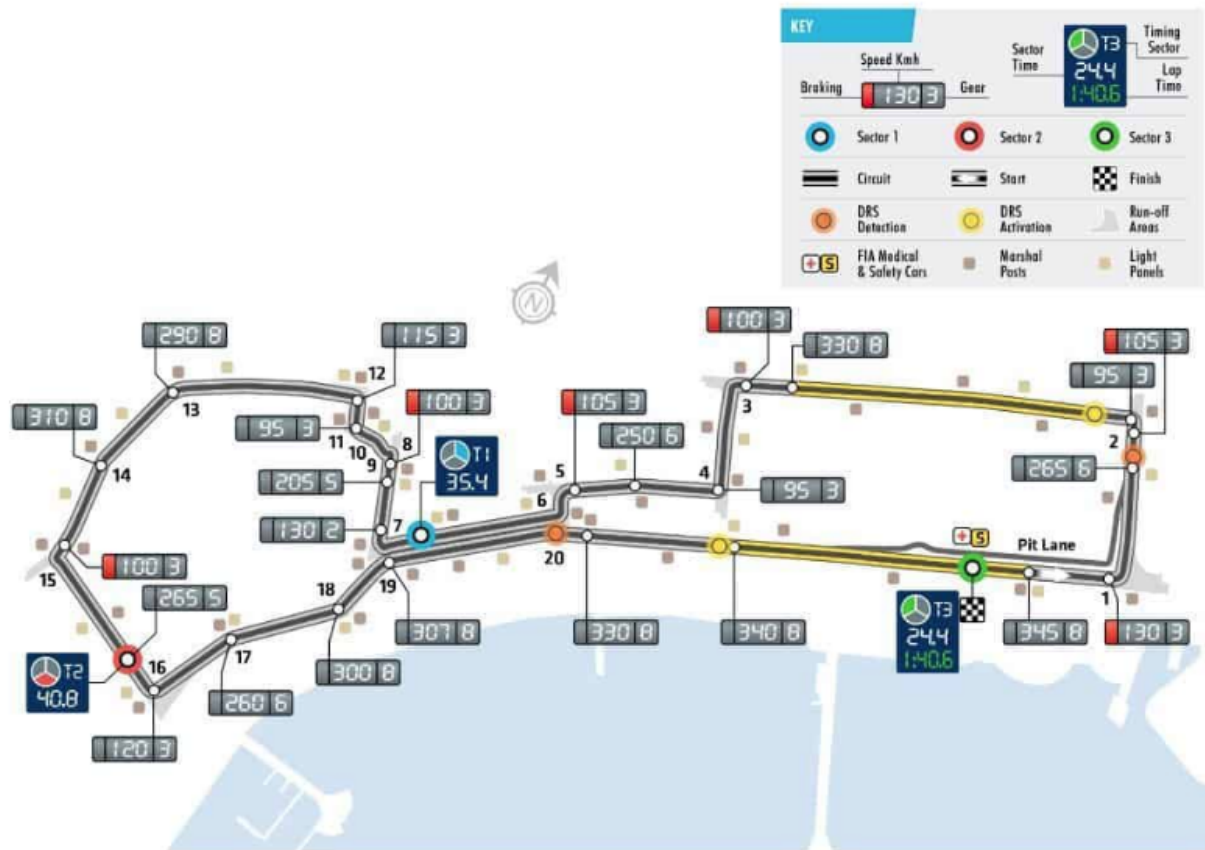 KEY
Speed Kmh
Braking
130 3
Gear
Sector Time
T3
24.4
1:40.6
Timing Sector
Lap Time
Sector 1
Sector 2
Sector 3
Circuit
Start
Finish
DRS Detection
DRS Activation
Run-off Areas
+ S
FIA Medical & Safety Cars
Marshal Posts
Light Panels
N
290 8
115 3
100 3
330 8
105 3
12
13
100 3
105 3
95 3
3
310 8
95 3
11
10
8
9
T1
35.4
250 6
2
14
205 5
5
4
95 3
265 6
6
130 2
7
+ S
Pit Lane
15
100 3
20
19
18
1
265 5
T3
24.4
1:40.6
307 8
330 8
340 8
345 8
130 3
T2
40.8
16
17
300 8
260 6
120 3